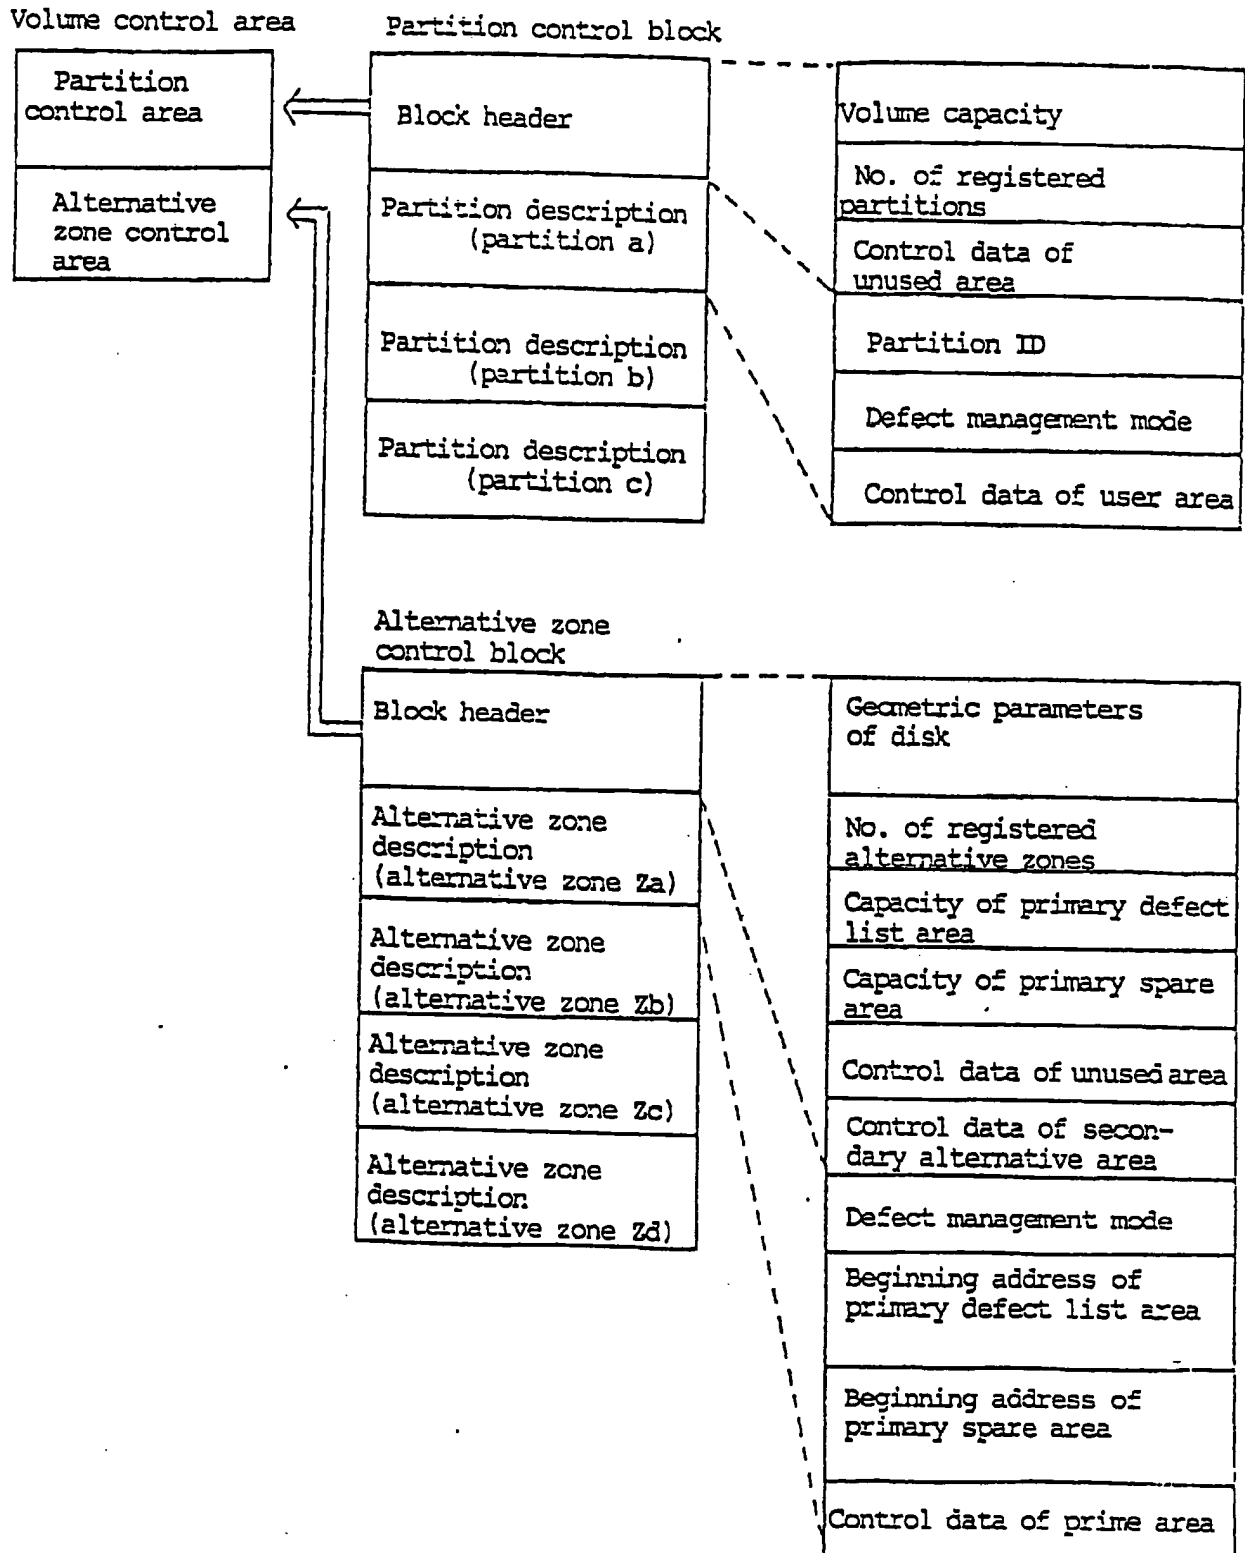 Volume control area
Partition
control area
Alternative
zone control
area
Partition control block
Block header
Partition description
(partition a)
Partition description
(partition b)
Partition description
(partition c)
Volume capacity
No. of registered
partitions
Control data of
unused area
Partition ID
Defect management mode
Control data of user area
Alternative zone
control block
Block header
Alternative zone
description
(alternative zone Za)
Alternative zone
description
(alternative zone Zb)
Alternative zone
description
(alternative zone Zc)
Alternative zone
description
(alternative zone Zd)
Geometric parameters
of disk
No. of registered
alternative zones
Capacity of primary defect
list area
Capacity of primary spare
area
Control data of unused area
Control data of secon-
dary alternative area
Defect management mode
Beginning address of
primary defect list area
Beginning address of
primary spare area
Control data of prime area